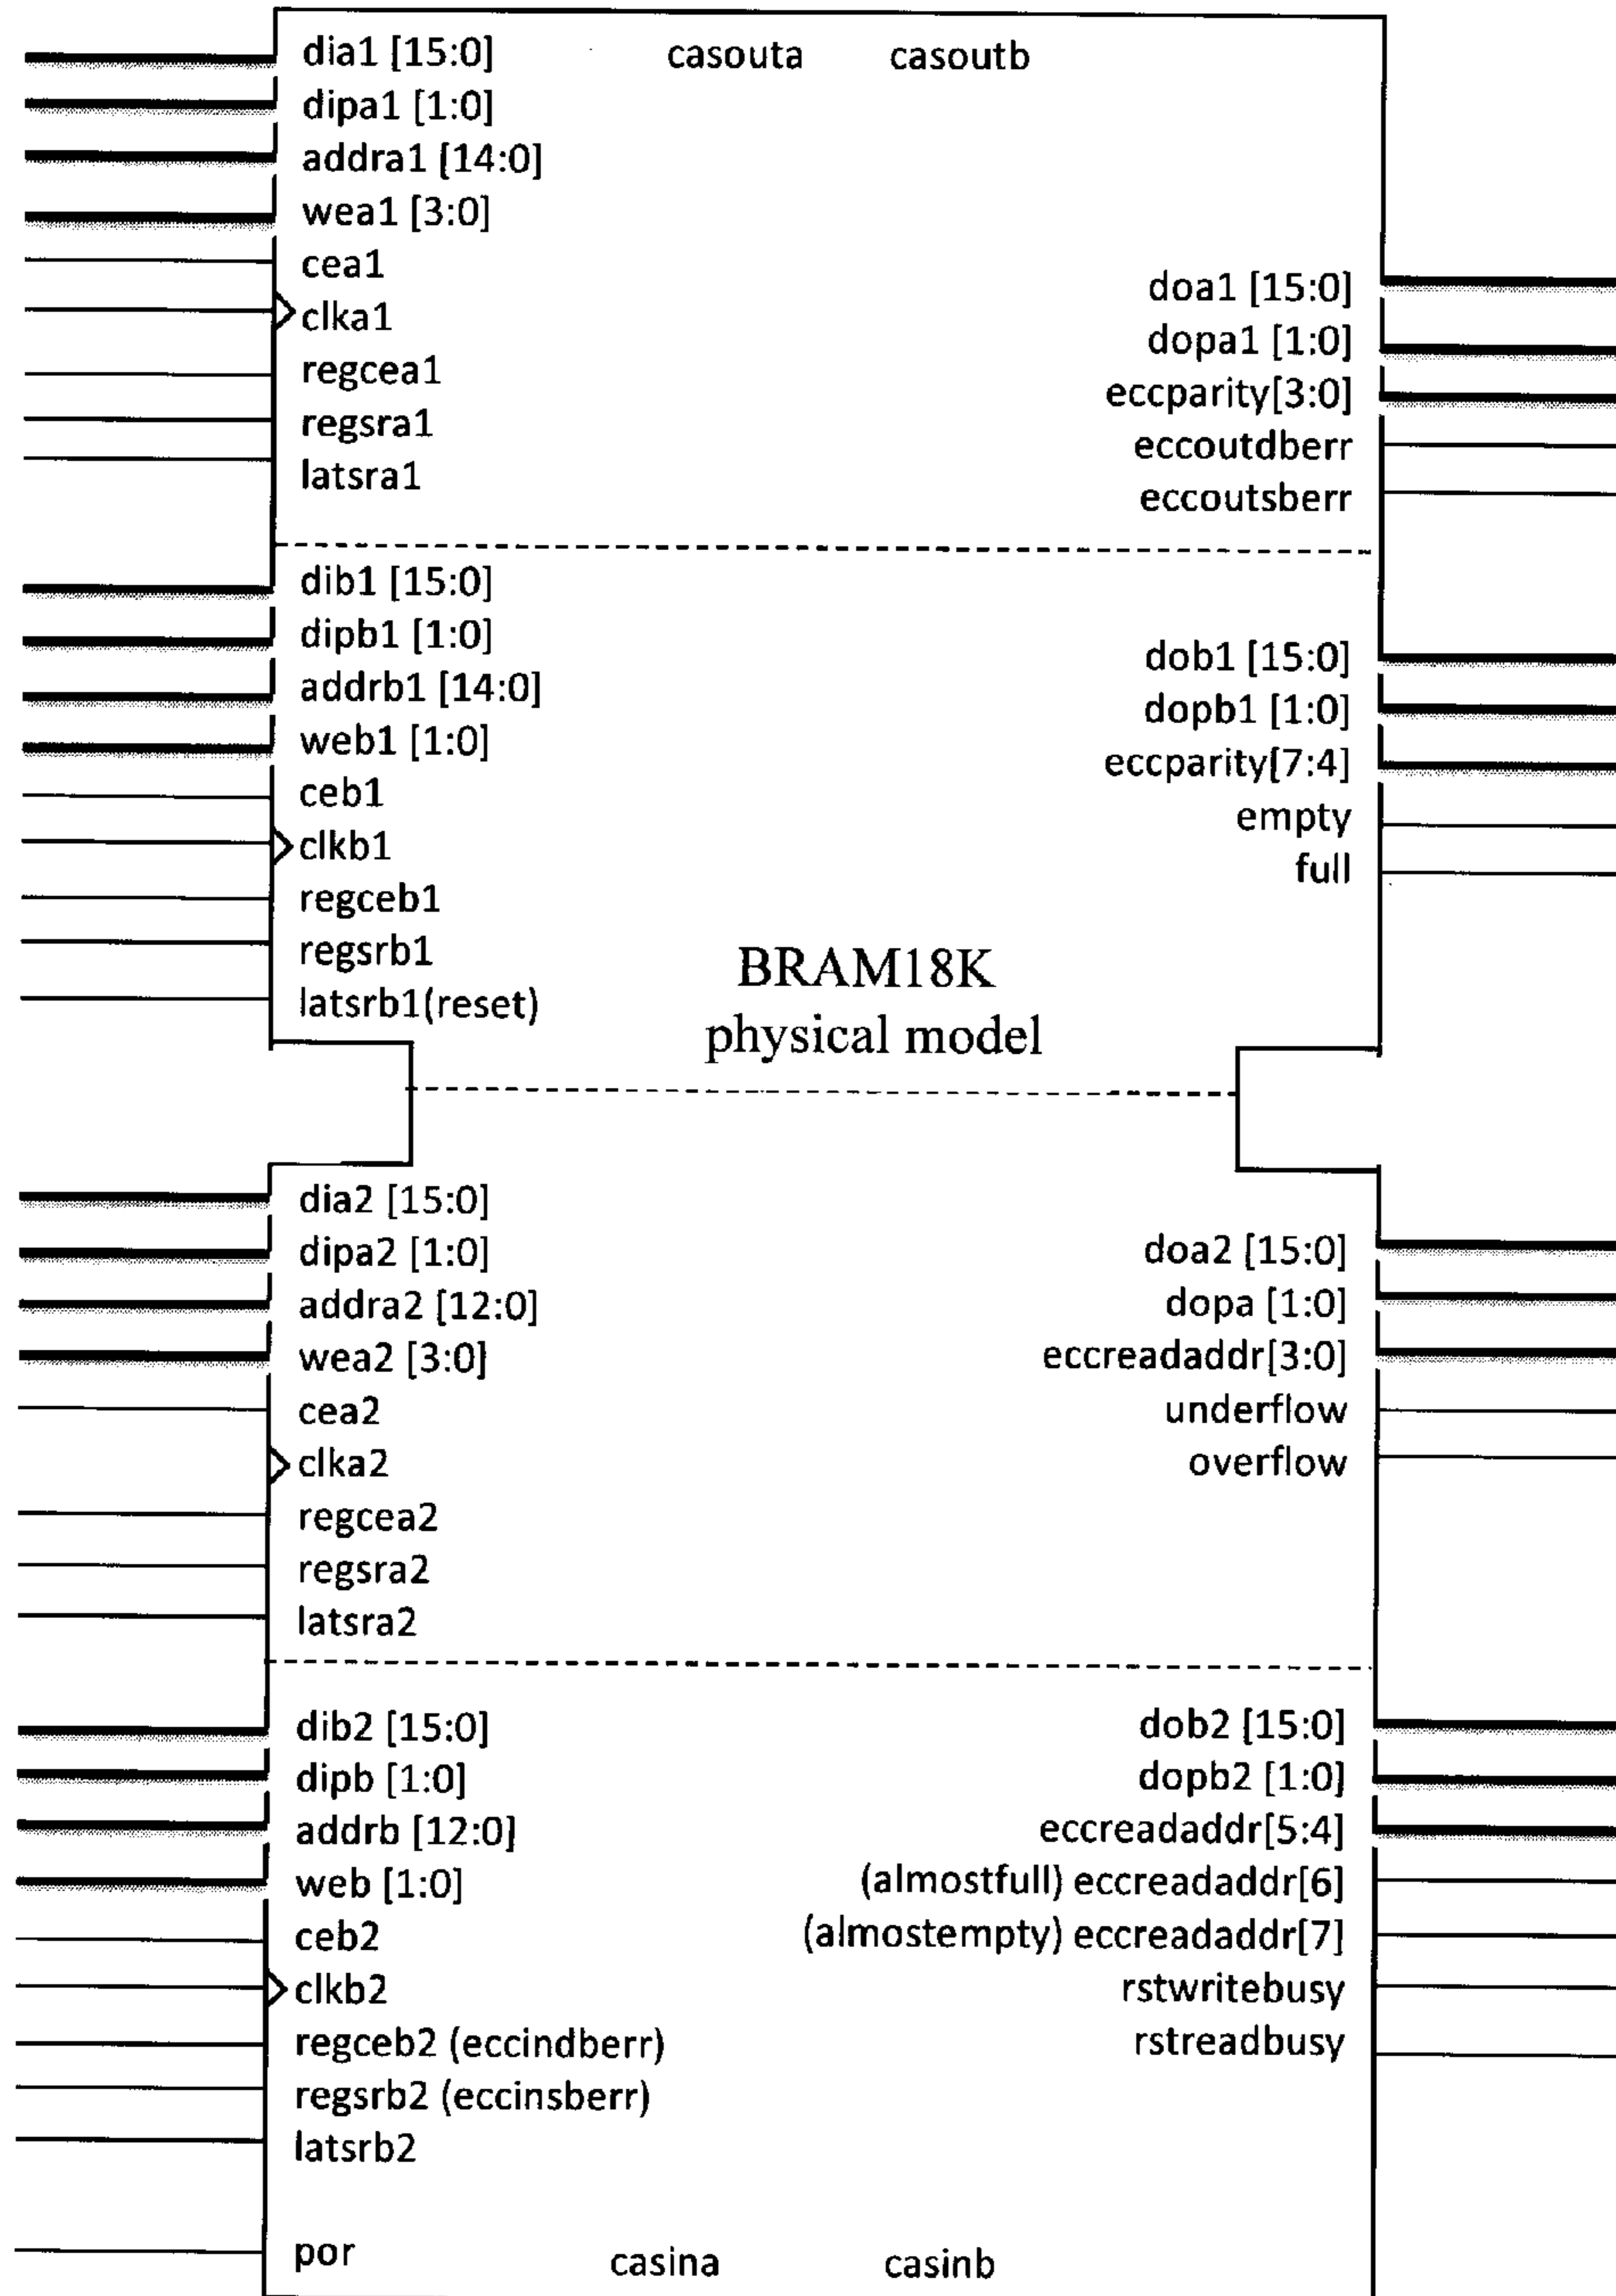 dia1 [15:0] casouta casoutb
dipa1 [1:0]
addra1 [14:0]
wea1 [3:0]
cea1
clka1
regcea1
regsra1
latsra1
doa1 [15:0]
dopa1 [1:0]
eccparity[3:0]
eccoutdberr
eccoutsberr
dib1 [15:0]
dipb1 [1:0]
addrb1 [14:0]
web1 [1:0]
ceb1
clkb1
regceb1
regsrb1
latsrb1(reset)
dob1 [15:0]
dopb1 [1:0]
eccparity[7:4]
empty
full
BRAM18K
physical model
dia2 [15:0]
dipa2 [1:0]
addra2 [12:0]
wea2 [3:0]
cea2
clka2
regcea2
regsra2
latsra2
doa2 [15:0]
dopa [1:0]
eccreadaddr[3:0]
underflow
overflow
dib2 [15:0]
dipb [1:0]
addrb [12:0]
web [1:0]
ceb2
clkb2
regceb2 (eccindberr)
regsrb2 (eccinsberr)
latsrb2
dob2 [15:0]
dopb2 [1:0]
eccreadaddr[5:4]
(almostfull) eccreadaddr[6]
(almostempty) eccreadaddr[7]
rstwritebusy
rstreadbusy
por casina casinb